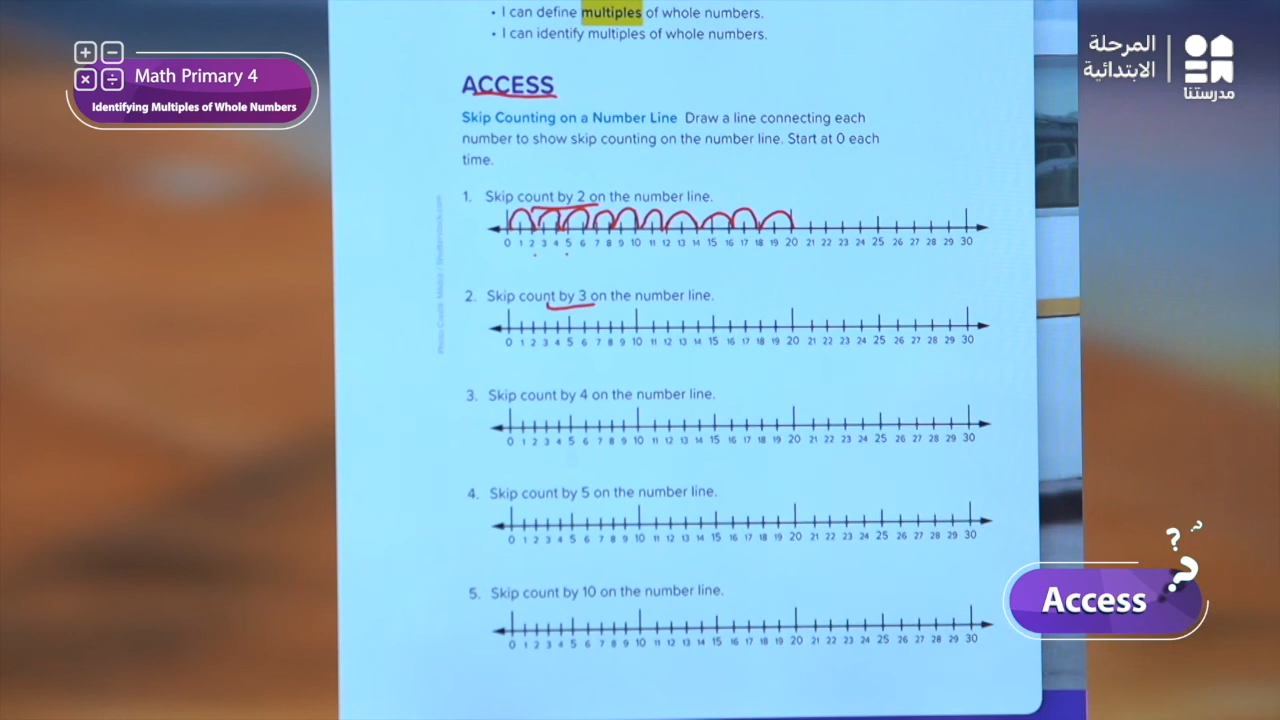 • I can define multiples of whole numbers.
• I can identify multiples of whole numbers.
+ −
× ÷
Math Primary 4
Identifying Multiples of Whole Numbers
المرحلة
الابتدائية
مدرستنا
ACCESS
Skip Counting on a Number Line Draw a line connecting each
number to show skip counting on the number line. Start at 0 each
time.
1. Skip count by 2 on the number line.
0 1 2 3 4 5 6 7 8 9 10 11 12 13 14 15 16 17 18 19 20 21 22 23 24 25 26 27 28 29 30
2. Skip count by 3 on the number line.
0 1 2 3 4 5 6 7 8 9 10 11 12 13 14 15 16 17 18 19 20 21 22 23 24 25 26 27 28 29 30
3. Skip count by 4 on the number line.
0 1 2 3 4 5 6 7 8 9 10 11 12 13 14 15 16 17 18 19 20 21 22 23 24 25 26 27 28 29 30
4. Skip count by 5 on the number line.
0 1 2 3 4 5 6 7 8 9 10 11 12 13 14 15 16 17 18 19 20 21 22 23 24 25 26 27 28 29 30
5. Skip count by 10 on the number line.
0 1 2 3 4 5 6 7 8 9 10 11 12 13 14 15 16 17 18 19 20 21 22 23 24 25 26 27 28 29 30
? ? ?
Access